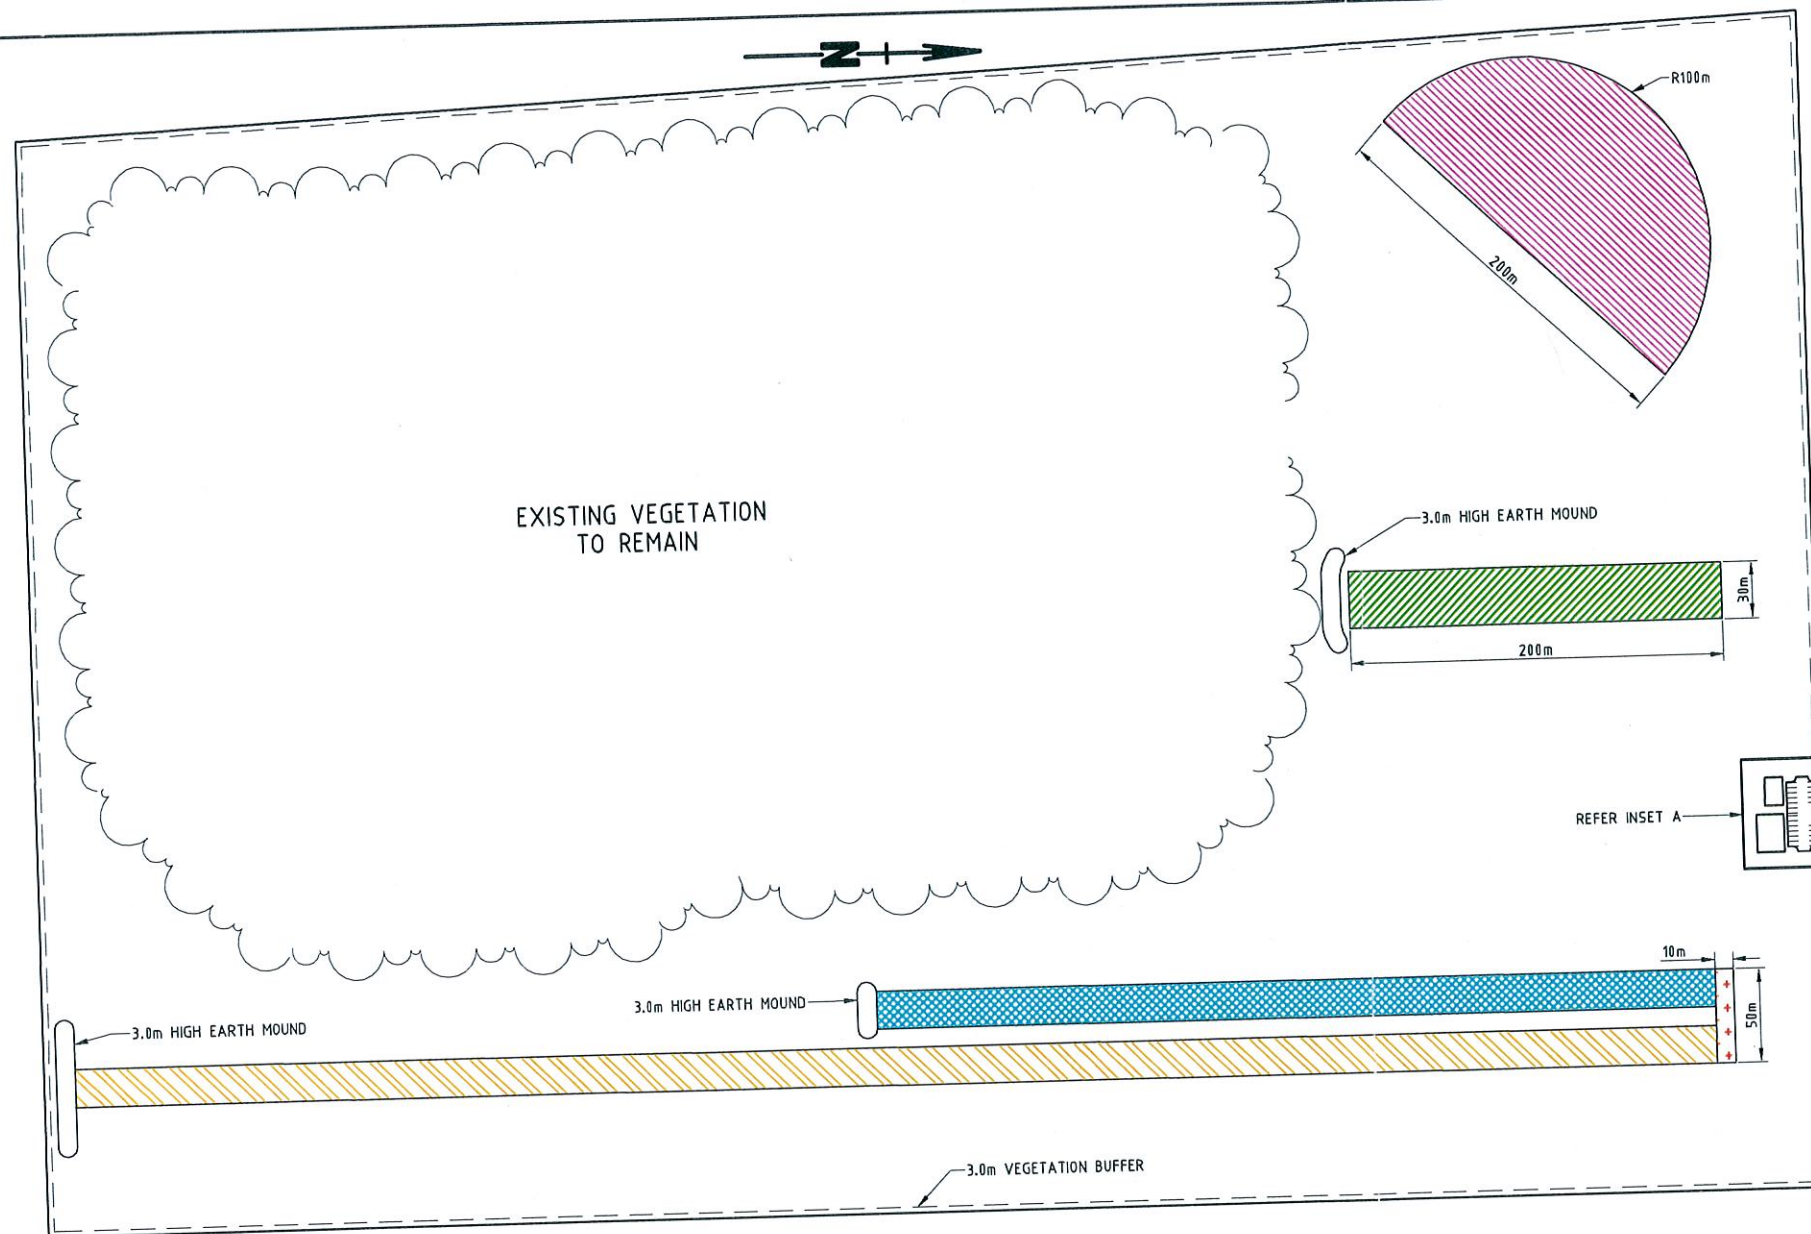 N
R100m
200m
EXISTING VEGETATION
TO REMAIN
3.0m HIGH EARTH MOUND
30m
200m
REFER INSET A
10m
3.0m HIGH EARTH MOUND
50m
3.0m HIGH EARTH MOUND
3.0m VEGETATION BUFFER